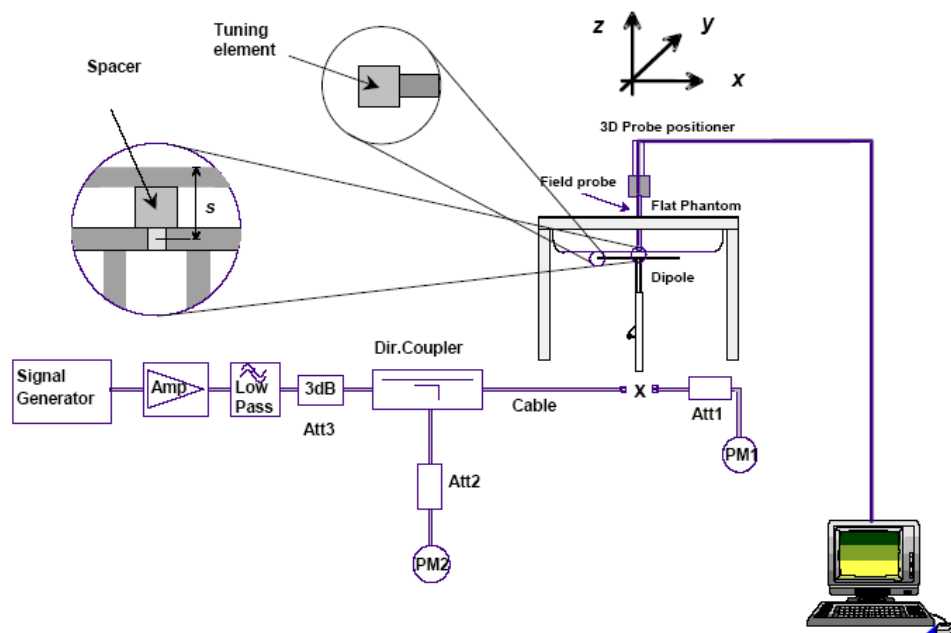 Tuning
element
Spacer
z
y
x
3D Probe positioner
Field probe
Flat Phantom
s
Dipole
Dir.Coupler
Signal
Generator
Amp
Low
Pass
3dB
Att3
Cable
X
Att1
PM1
Att2
PM2